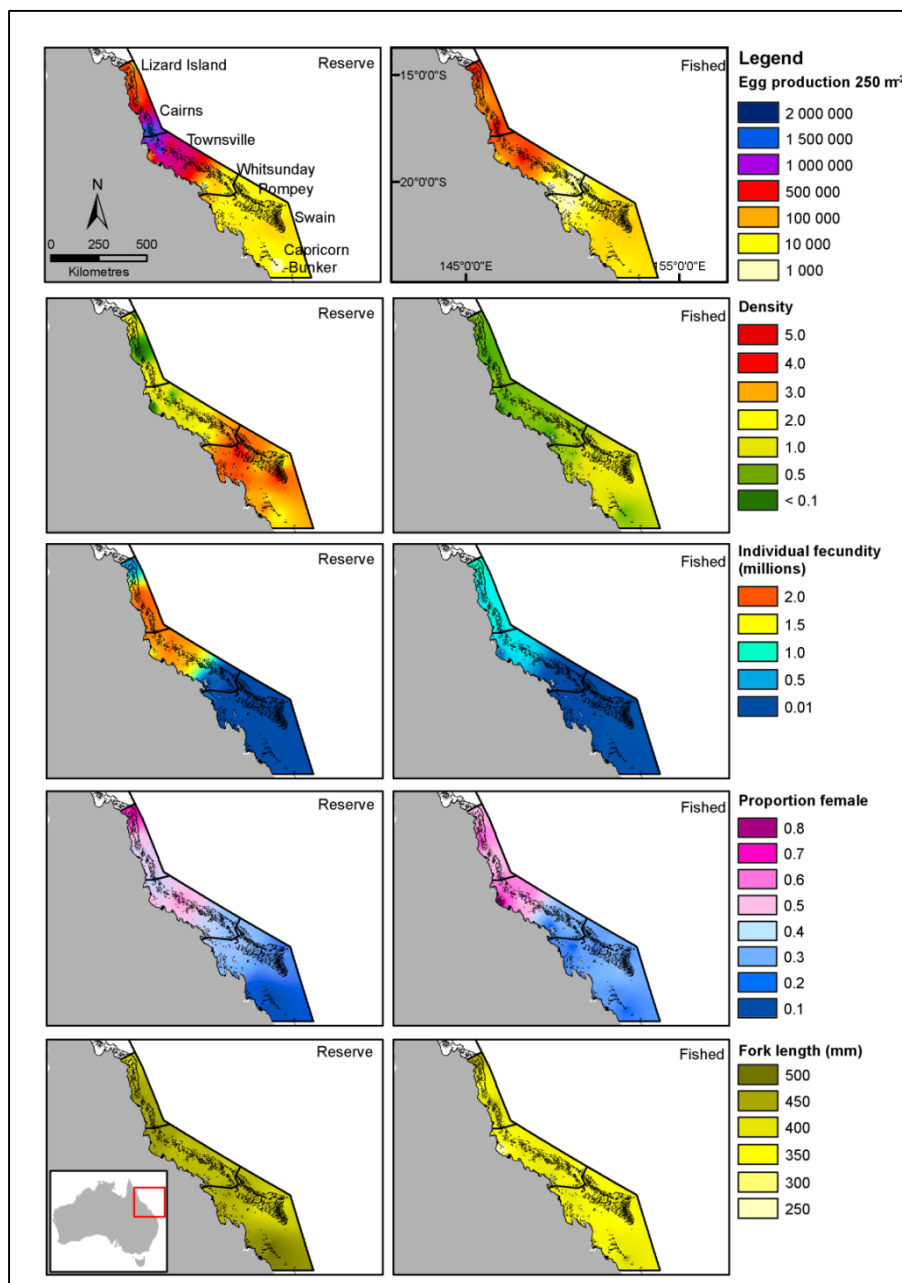 Reserve
Lizard Island
Cairns
Townsville
Whitsunday
Pompey
Swain
Capricorn
-Bunker
N
0 250 500
Kilometres
Fished
15°0'0"S
20°0'0"S
145°0'0"E
155°0'0"E
Legend
Egg production 250 m⁻²
2 000 000
1 500 000
1 000 000
500 000
100 000
10 000
1 000
Reserve
Fished
Density
5.0
4.0
3.0
2.0
1.0
0.5
< 0.1
Reserve
Fished
Individual fecundity
(millions)
2.0
1.5
1.0
0.5
0.01
Reserve
Fished
Proportion female
0.8
0.7
0.6
0.5
0.4
0.3
0.2
0.1
Reserve
Fished
Fork length (mm)
500
450
400
350
300
250